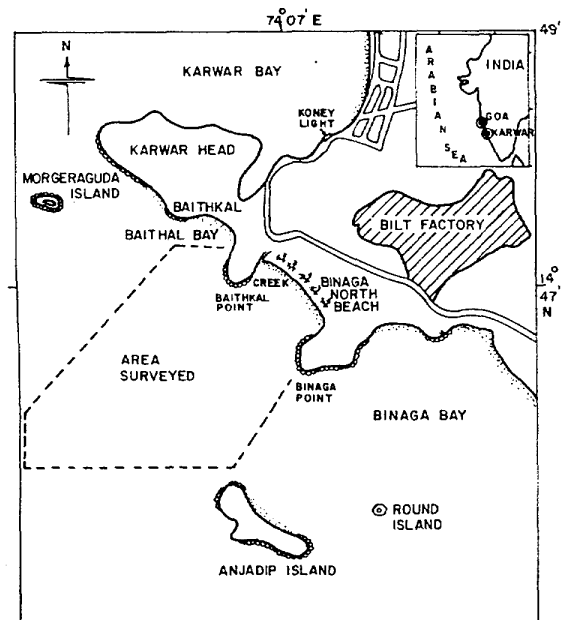 74° 07' E
49'
N
KARWAR BAY
ARABIAN SEA
INDIA
GOA
KARWAR
KONEY
LIGHT
KARWAR HEAD
MORGERAGUDA
ISLAND
BAITHKAL
BILT FACTORY
BAITHAL BAY
CREEK
BINAGA
NORTH
BEACH
14°
47'
N
BAITHKAL
POINT
AREA
SURVEYED
BINAGA
POINT
BINAGA BAY
ROUND
ISLAND
ANJADIP ISLAND